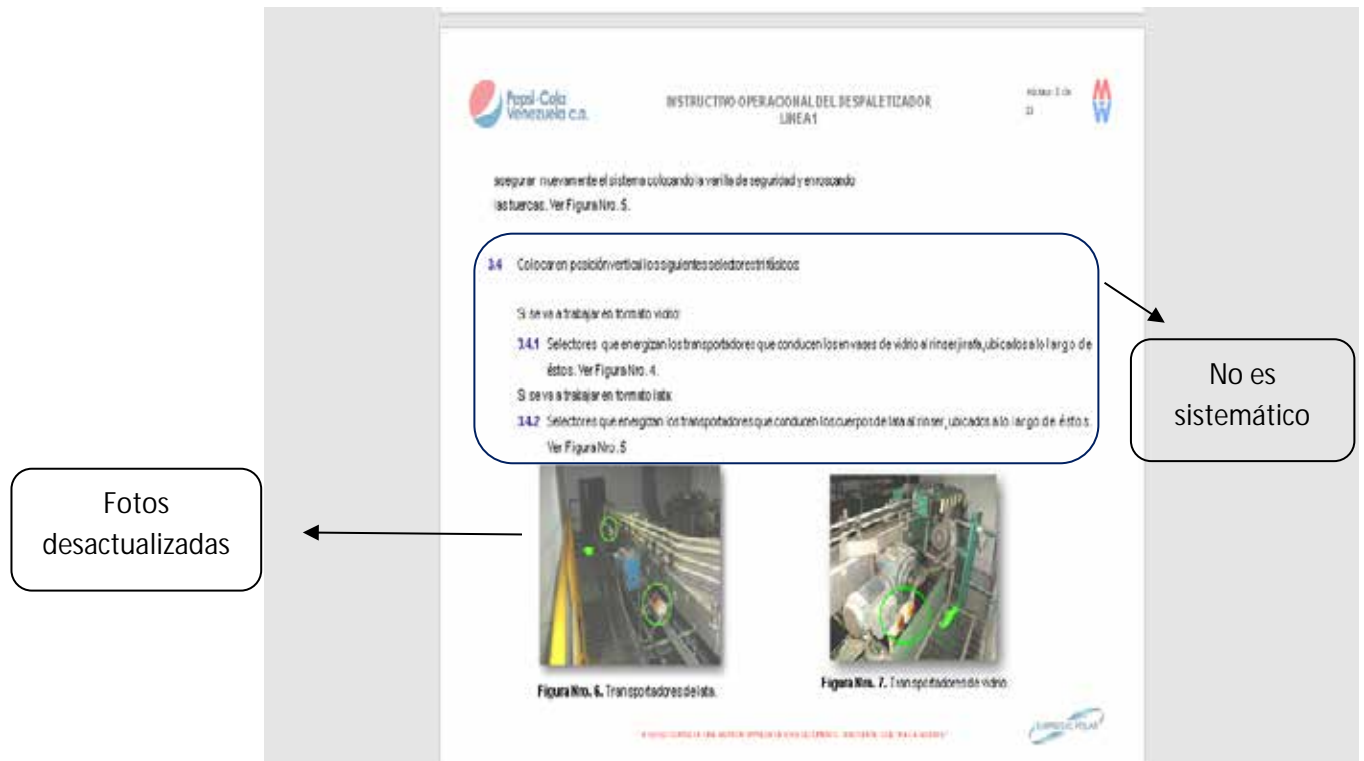 Pepsi-Cola
Venezuela c.a.
INSTRUCTIVO OPERACIONAL DEL DESPALETIZADOR
LINEA 1
asegurar nuevamente el sistema colocando la varilla de seguridad y enroscando
las tuercas. Ver Figura Nro. 5.
3.4 Colocar en posición vertical los siguientes selectores trifásicos:
Si se va a trabajar en formato vidrio:
3.4.1 Selectores que energizan los transportadores que conducen los envases de vidrio al rinser jirafa, ubicados a lo largo de
éstos. Ver Figura Nro. 4.
Si se va a trabajar en formato lata:
3.4.2 Selectores que energizan los transportadores que conducen los cuerpos de lata al rinser, ubicados a lo largo de éstos.
Ver Figura Nro. 5
No es
sistemático
Fotos
desactualizadas
Figura Nro. 6. Transportadores de lata.
Figura Nro. 7. Transportadores de vidrio.